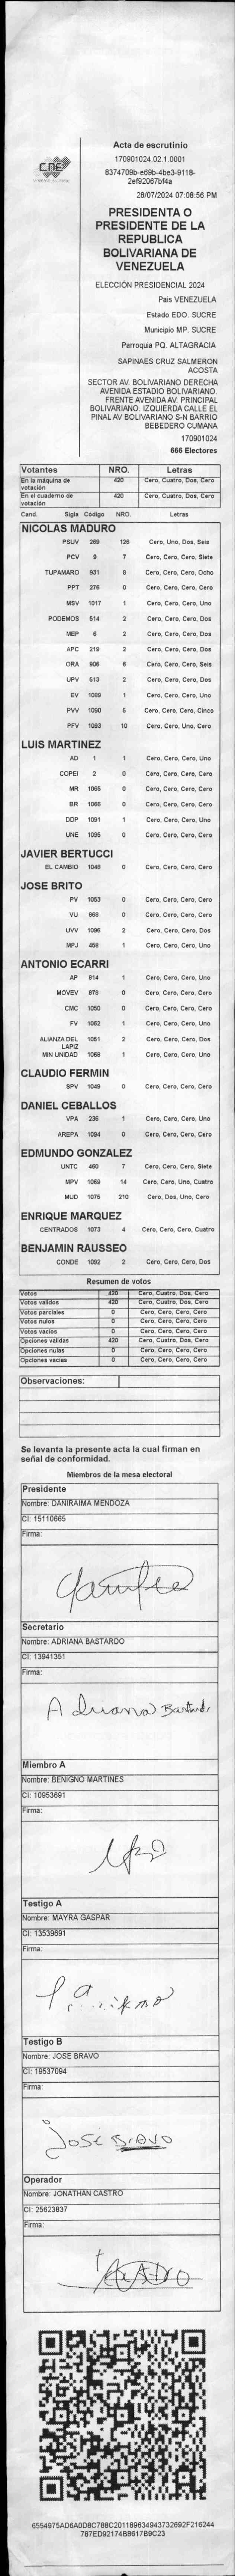 CNE
Acta de escrutinio
170901024.02.1.0001
8374709b-e69b-4be3-9118-
2ef92067bf4a
28/07/2024 07:08:56 PM
PRESIDENTA O
PRESIDENTE DE LA
REPUBLICA
BOLIVARIANA DE
VENEZUELA
ELECCIÓN PRESIDENCIAL 2024
Pais VENEZUELA
Estado EDO. SUCRE
Municipio MP. SUCRE
Parroquia PQ. ALTAGRACIA
SAPINAES CRUZ SALMERON
ACOSTA
SECTOR AV. BOLIVARIANO DERECHA
AVENIDA ESTADIO BOLIVARIANO.
FRENTE AVENIDA AV. PRINCIPAL
BOLIVARIANO. IZQUIERDA CALLE EL
PINAL AV BOLIVARIANO S-N BARRIO
BEBEDERO CUMANA
170901024
666 Electores
Votantes NRO. Letras
En la máquina de votación 420 Cero, Cuatro, Dos, Cero
En el cuaderno de votación 420 Cero, Cuatro, Dos, Cero
Cand. Sigla Código NRO. Letras
NICOLAS MADURO
PSUV 269 126 Cero, Uno, Dos, Seis
PCV 9 7 Cero, Cero, Cero, Siete
TUPAMARO 931 8 Cero, Cero, Cero, Ocho
PPT 276 0 Cero, Cero, Cero, Cero
MSV 1017 1 Cero, Cero, Cero, Uno
PODEMOS 514 2 Cero, Cero, Cero, Dos
MEP 6 2 Cero, Cero, Cero, Dos
APC 219 2 Cero, Cero, Cero, Dos
ORA 906 6 Cero, Cero, Cero, Seis
UPV 513 2 Cero, Cero, Cero, Dos
EV 1089 1 Cero, Cero, Cero, Uno
PVV 1090 5 Cero, Cero, Cero, Cinco
PFV 1093 10 Cero, Cero, Uno, Cero
LUIS MARTINEZ
AD 1 1 Cero, Cero, Cero, Uno
COPEI 2 0 Cero, Cero, Cero, Cero
MR 1065 0 Cero, Cero, Cero, Cero
BR 1066 0 Cero, Cero, Cero, Cero
DDP 1091 1 Cero, Cero, Cero, Uno
UNE 1095 0 Cero, Cero, Cero, Cero
JAVIER BERTUCCI
EL CAMBIO 1048 0 Cero, Cero, Cero, Cero
JOSE BRITO
PV 1053 0 Cero, Cero, Cero, Cero
VU 868 0 Cero, Cero, Cero, Cero
UVV 1096 2 Cero, Cero, Cero, Dos
MPJ 458 1 Cero, Cero, Cero, Uno
ANTONIO ECARRI
AP 914 1 Cero, Cero, Cero, Uno
MOVEV 978 0 Cero, Cero, Cero, Cero
CMC 1050 0 Cero, Cero, Cero, Cero
FV 1062 1 Cero, Cero, Cero, Uno
ALIANZA DEL LAPIZ 1051 2 Cero, Cero, Cero, Dos
MIN UNIDAD 1068 1 Cero, Cero, Cero, Uno
CLAUDIO FERMIN
SPV 1049 0 Cero, Cero, Cero, Cero
DANIEL CEBALLOS
VPA 236 1 Cero, Cero, Cero, Uno
AREPA 1094 0 Cero, Cero, Cero, Cero
EDMUNDO GONZALEZ
UNTC 460 7 Cero, Cero, Cero, Siete
MPV 1069 14 Cero, Cero, Uno, Cuatro
MUD 1075 210 Cero, Dos, Uno, Cero
ENRIQUE MARQUEZ
CENTRADOS 1073 4 Cero, Cero, Cero, Cuatro
BENJAMIN RAUSSEO
CONDE 1092 2 Cero, Cero, Cero, Dos
Resumen de votos
Votos 420 Cero, Cuatro, Dos, Cero
Votos validos 420 Cero, Cuatro, Dos, Cero
Votos parciales 0 Cero, Cero, Cero, Cero
Votos nulos 0 Cero, Cero, Cero, Cero
Votos vacios 0 Cero, Cero, Cero, Cero
Opciones validas 420 Cero, Cuatro, Dos, Cero
Opciones nulas 0 Cero, Cero, Cero, Cero
Opciones vacias 0 Cero, Cero, Cero, Cero
Observaciones:
Se levanta la presente acta la cual firman en
señal de conformidad.
Miembros de la mesa electoral
Presidente
Nombre: DANIRAIMA MENDOZA
CI: 15110665
Firma:
Secretario
Nombre: ADRIANA BASTARDO
CI: 13941351
Firma:
Adriana Bastardo
Miembro A
Nombre: BENIGNO MARTINES
CI: 10953691
Firma:
Testigo A
Nombre: MAYRA GASPAR
CI: 13539691
Firma:
Testigo B
Nombre: JOSE BRAVO
CI: 19537094
Firma:
JOSE BRAVO
Operador
Nombre: JONATHAN CASTRO
CI: 25623837
Firma:
6554975AD6A0D8C788C2011896349437326​92F216244
787ED92174B8617B9C23